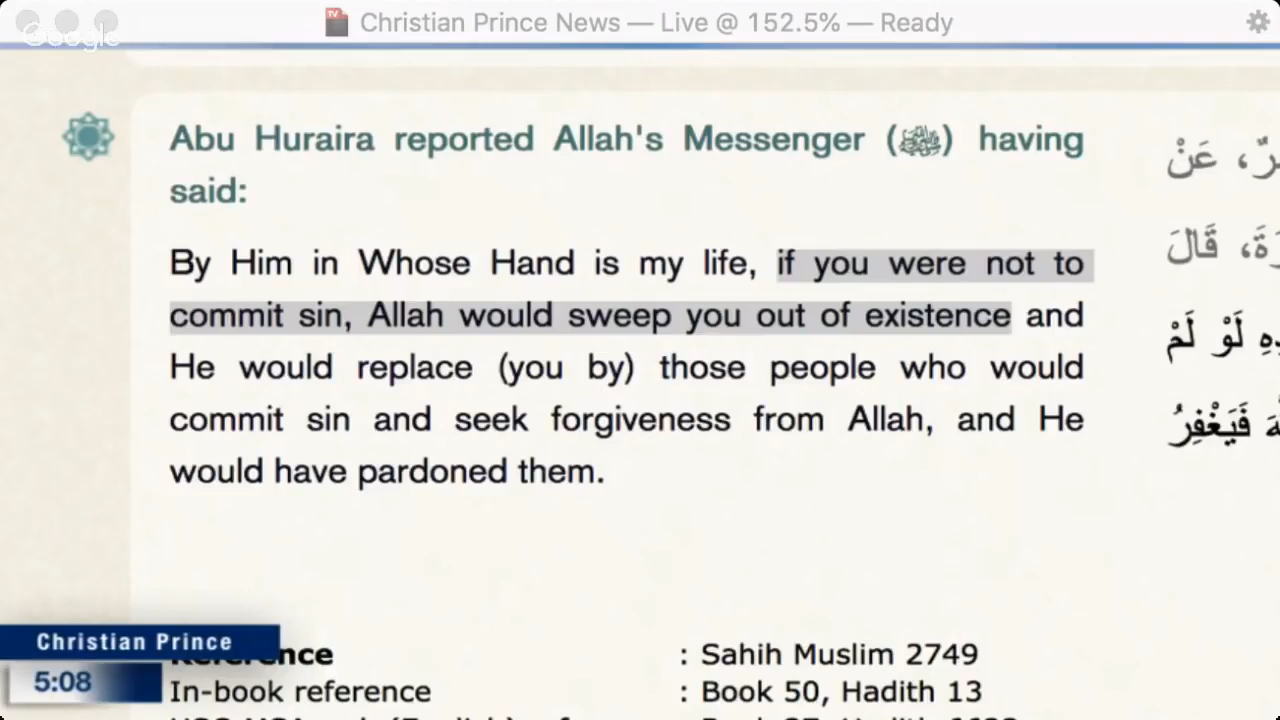 Christian Prince News — Live @ 152.5% — Ready
Google
Abu Huraira reported Allah's Messenger (ﷺ) having
said:
By Him in Whose Hand is my life, if you were not to
commit sin, Allah would sweep you out of existence and
He would replace (you by) those people who would
commit sin and seek forgiveness from Allah, and He
would have pardoned them.
عَنْ
قَالَ
لَوْ لَمْ
فَيَغْفِرُ
Christian Prince
5:08
Reference : Sahih Muslim 2749
In-book reference : Book 50, Hadith 13